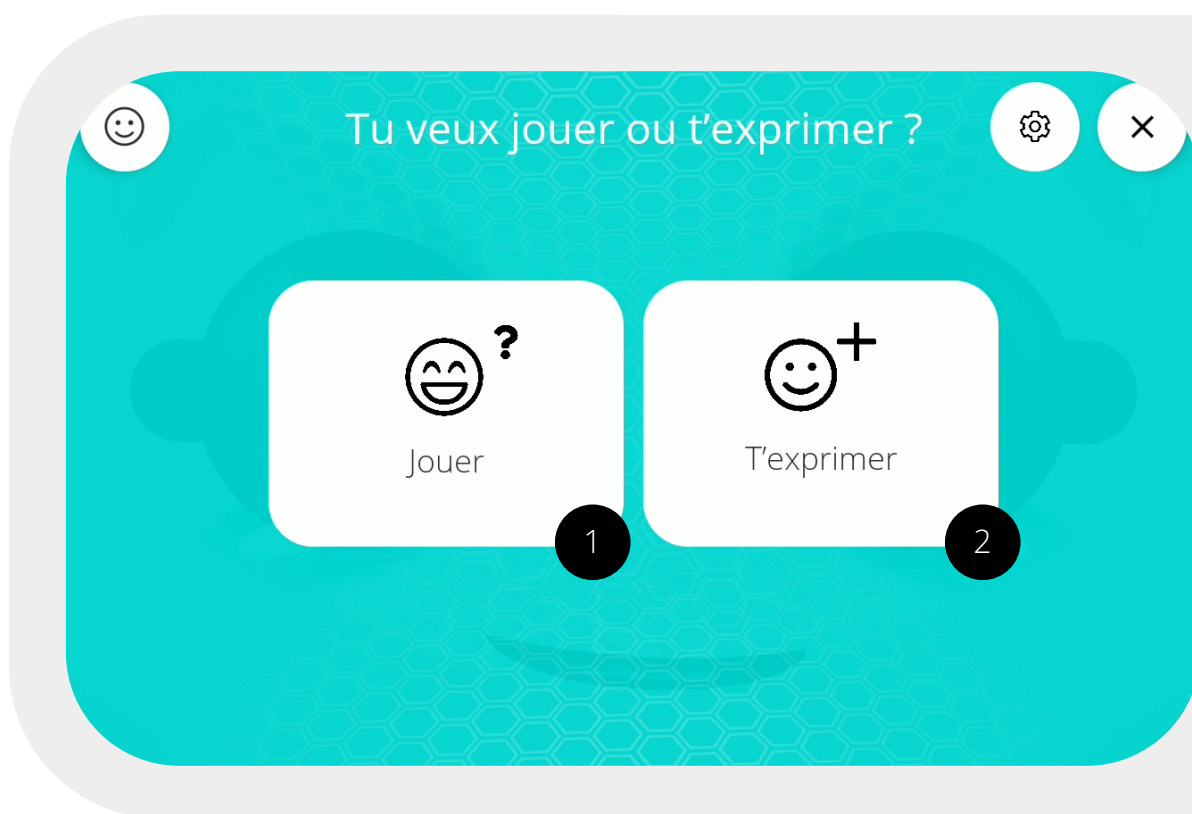 Tu veux jouer ou t’exprimer ?
?
Jouer
T’exprimer
1
2